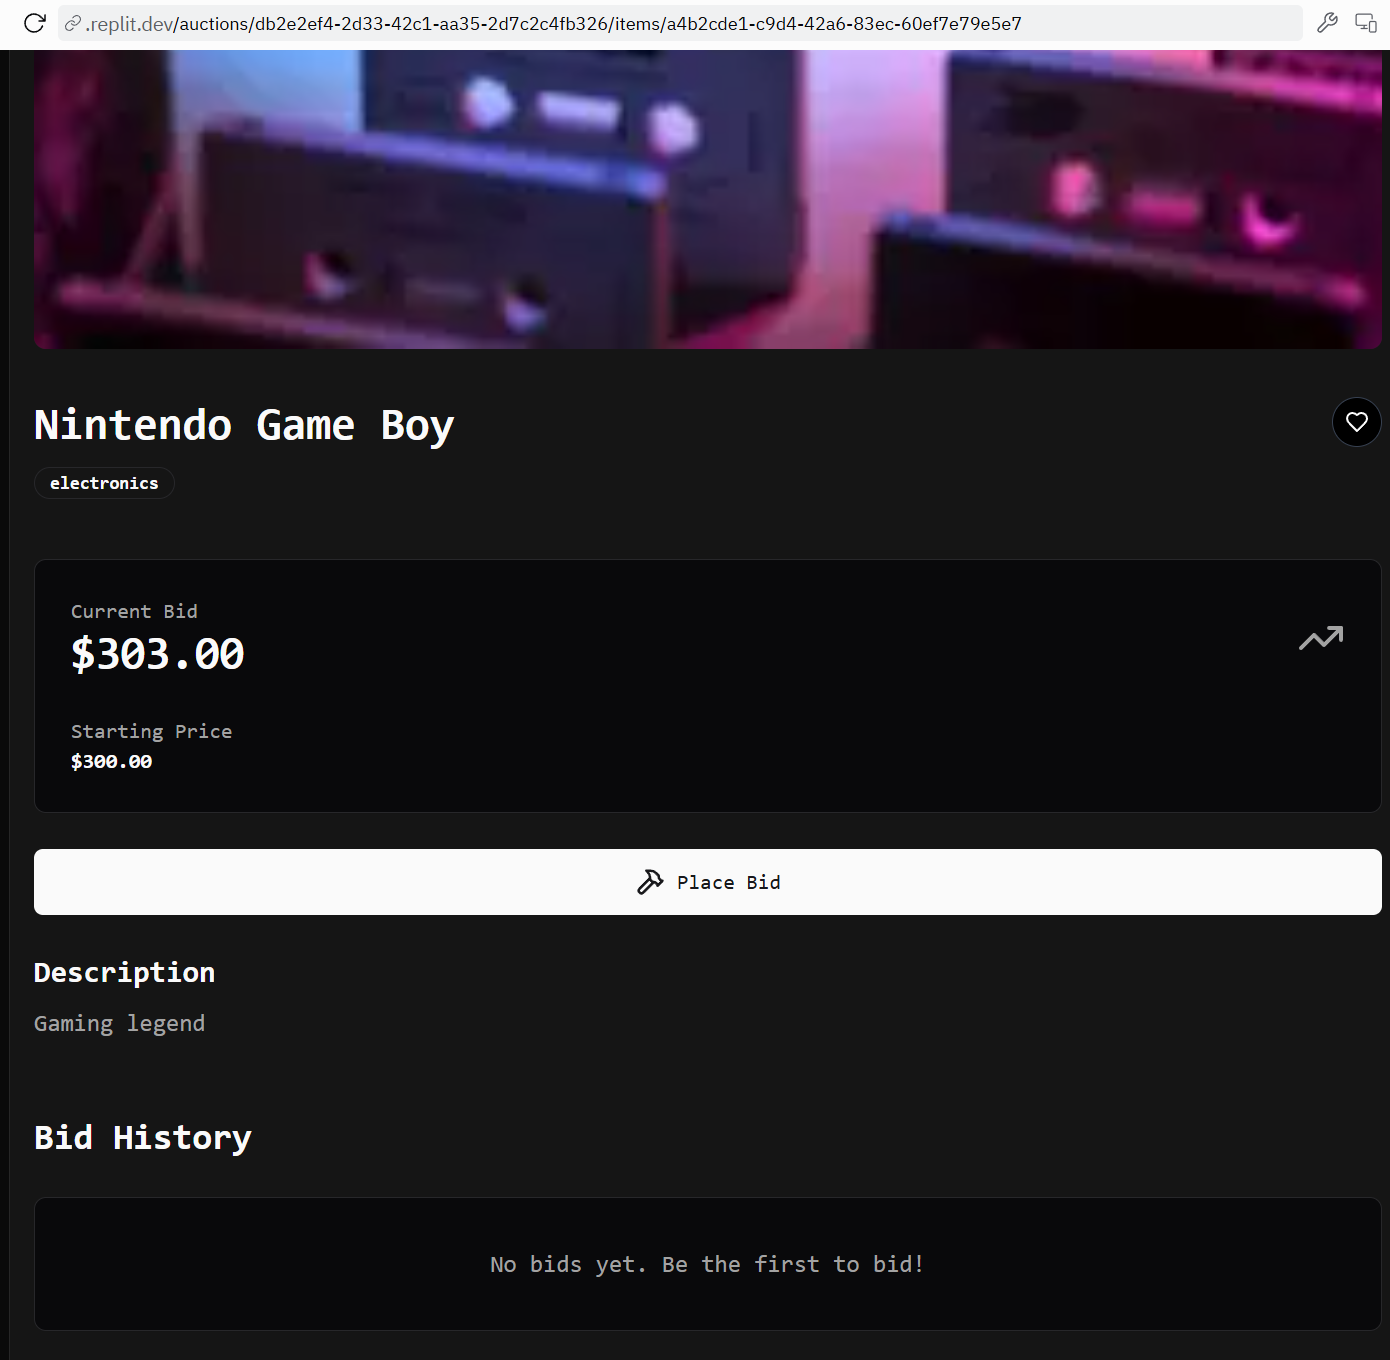 .replit.dev/auctions/db2e2ef4-2d33-42c1-aa35-2d7c2c4fb326/items/a4b2cde1-c9d4-42a6-83ec-60ef7e79e5e7
Nintendo Game Boy
electronics
Current Bid
$303.00
Starting Price
$300.00
Place Bid
Description
Gaming legend
Bid History
No bids yet. Be the first to bid!